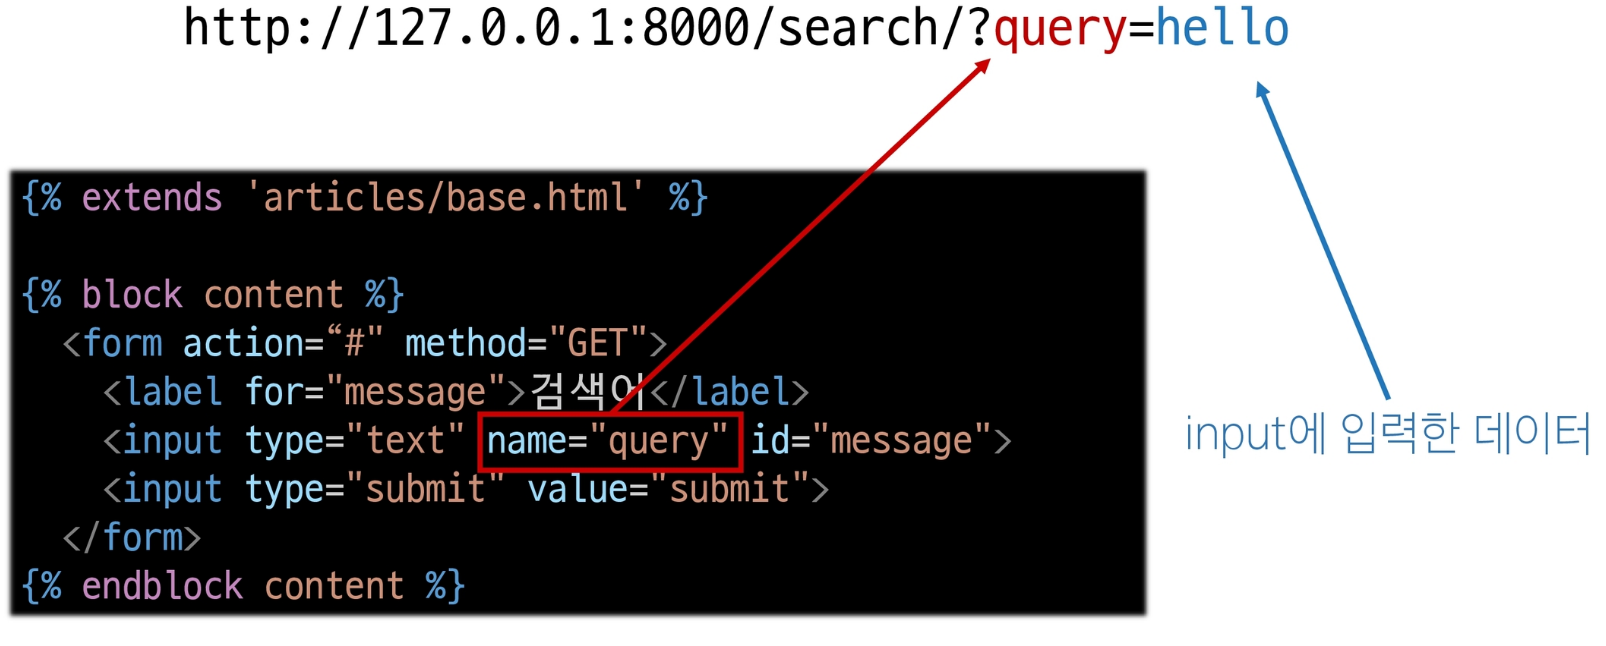 http://127.0.0.1:8000/search/?query=hello
{% extends 'articles/base.html' %}
{% block content %}
<form action=“#" method="GET">
<label for="message">검색어</label>
<input type="text" name="query" id="message">
input에 입력한 데이터
<input type="submit" value="submit">
</form>
{% endblock content %}